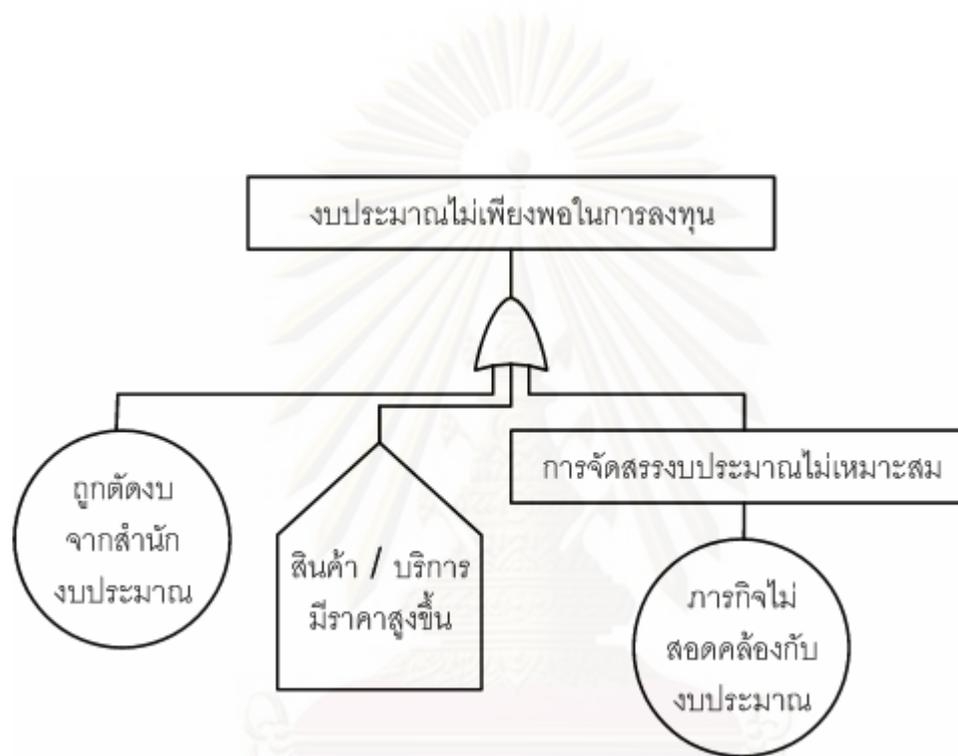 งบประมาณไม่เพียงพอในการลงทุน
ถูกตัดงบ
จากสำนัก
งบประมาณ
สินค้า / บริการ
มีราคาสูงขึ้น
การจัดสรรงบประมาณไม่เหมาะสม
ภารกิจไม่
สอดคล้องกับ
งบประมาณ